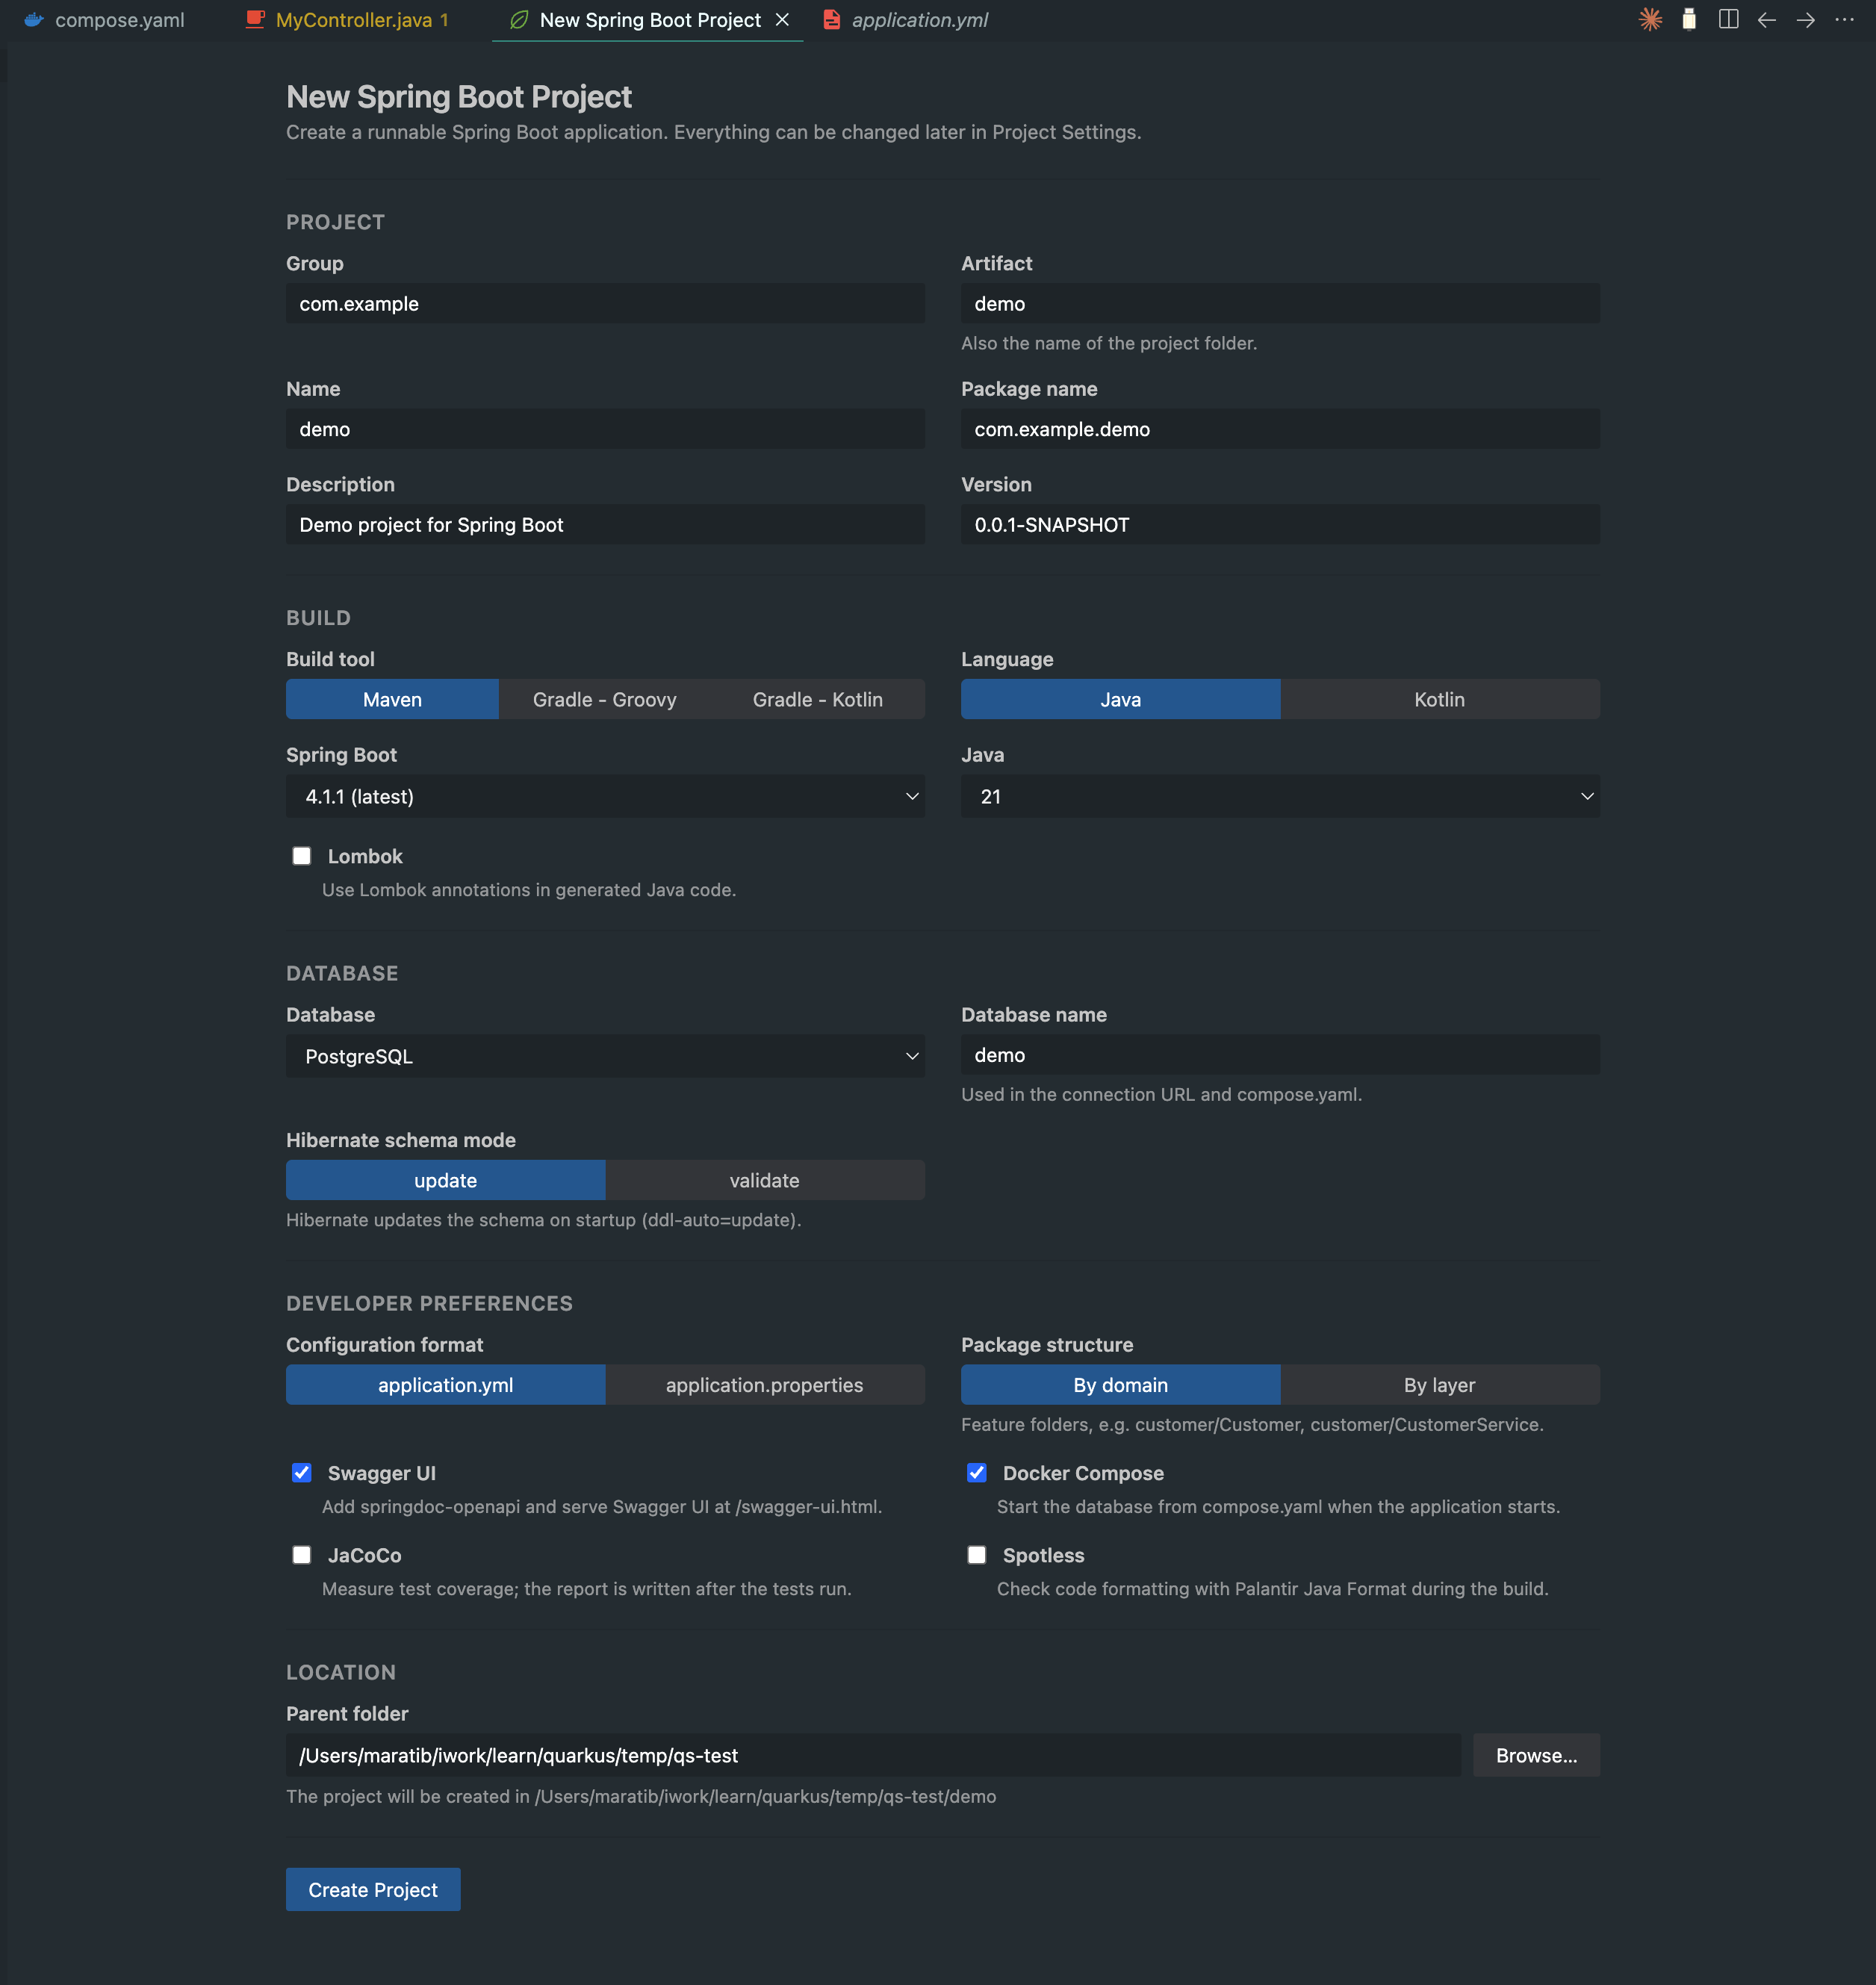 compose.yaml
MyController.java 1
New Spring Boot Project
application.yml
New Spring Boot Project
Create a runnable Spring Boot application. Everything can be changed later in Project Settings.
PROJECT
Group
Artifact
com.example
demo
Also the name of the project folder.
Name
Package name
demo
com.example.demo
Description
Version
Demo project for Spring Boot
0.0.1-SNAPSHOT
BUILD
Build tool
Language
Maven
Gradle - Groovy
Gradle - Kotlin
Java
Kotlin
Spring Boot
Java
4.1.1 (latest)
21
Lombok
Use Lombok annotations in generated Java code.
DATABASE
Database
Database name
PostgreSQL
demo
Used in the connection URL and compose.yaml.
Hibernate schema mode
update
validate
Hibernate updates the schema on startup (ddl-auto=update).
DEVELOPER PREFERENCES
Configuration format
Package structure
application.yml
application.properties
By domain
By layer
Feature folders, e.g. customer/Customer, customer/CustomerService.
Swagger UI
Docker Compose
Add springdoc-openapi and serve Swagger UI at /swagger-ui.html.
Start the database from compose.yaml when the application starts.
JaCoCo
Spotless
Measure test coverage; the report is written after the tests run.
Check code formatting with Palantir Java Format during the build.
LOCATION
Parent folder
/Users/maratib/iwork/learn/quarkus/temp/qs-test
Browse...
The project will be created in /Users/maratib/iwork/learn/quarkus/temp/qs-test/demo
Create Project